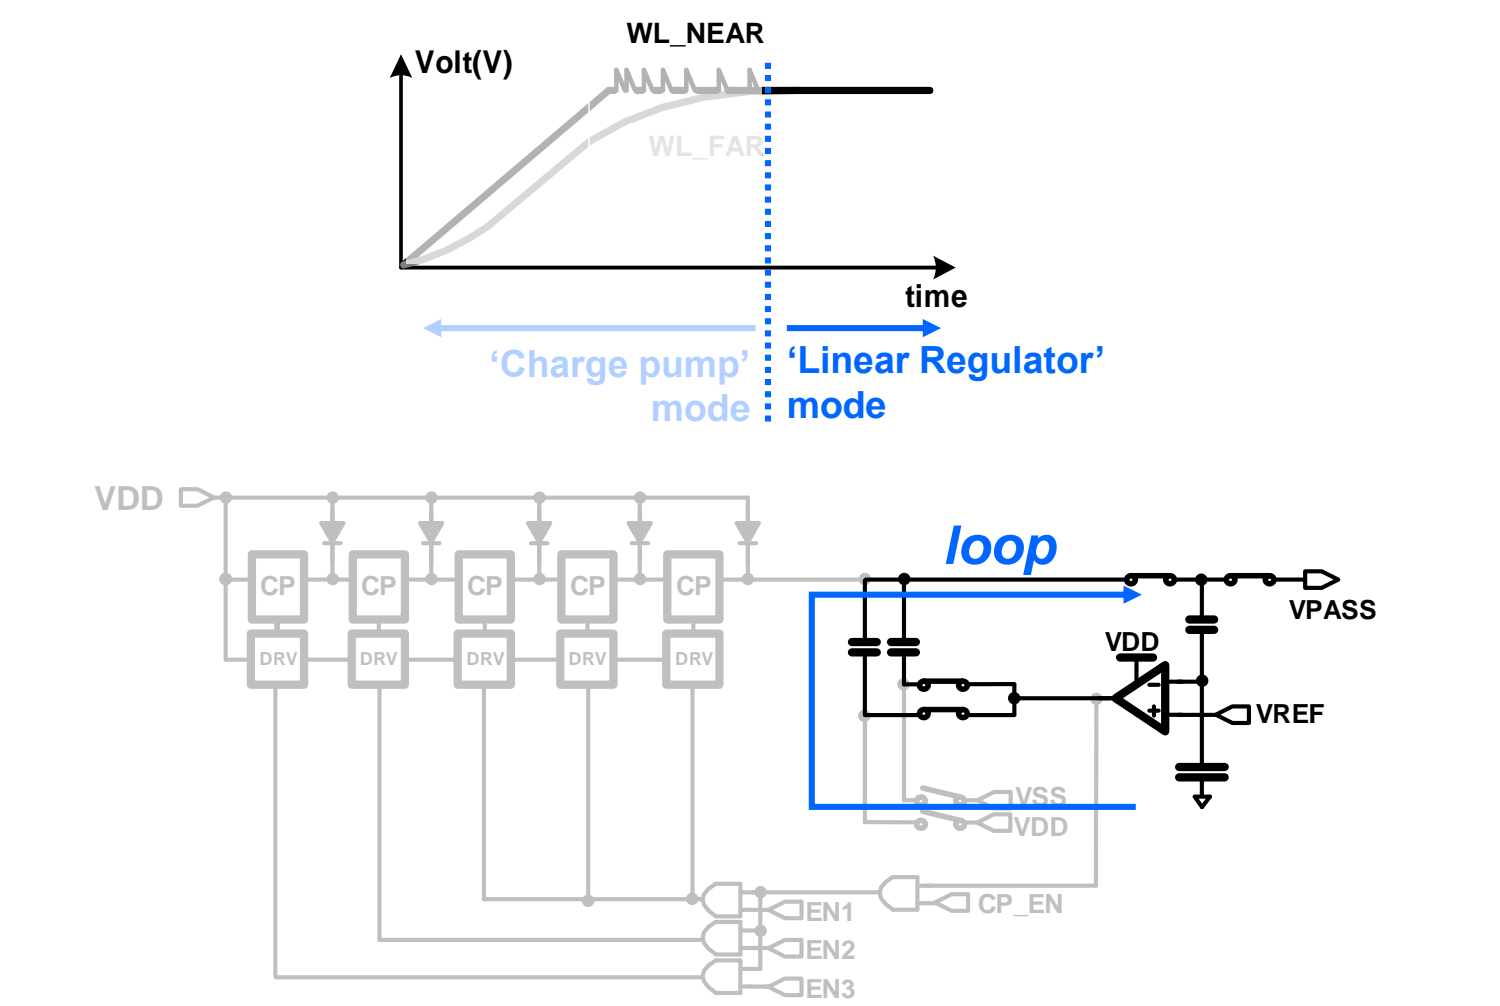 WL_NEAR
Volt(V)
WL_FAR
time
‘Charge pump’
mode
‘Linear Regulator’
mode
VDD
loop
CP CP CP CP CP
VPASS
VDD
DRV DRV DRV DRV DRV
−
+
VREF
VSS
VDD
EN1
CP_EN
EN2
EN3